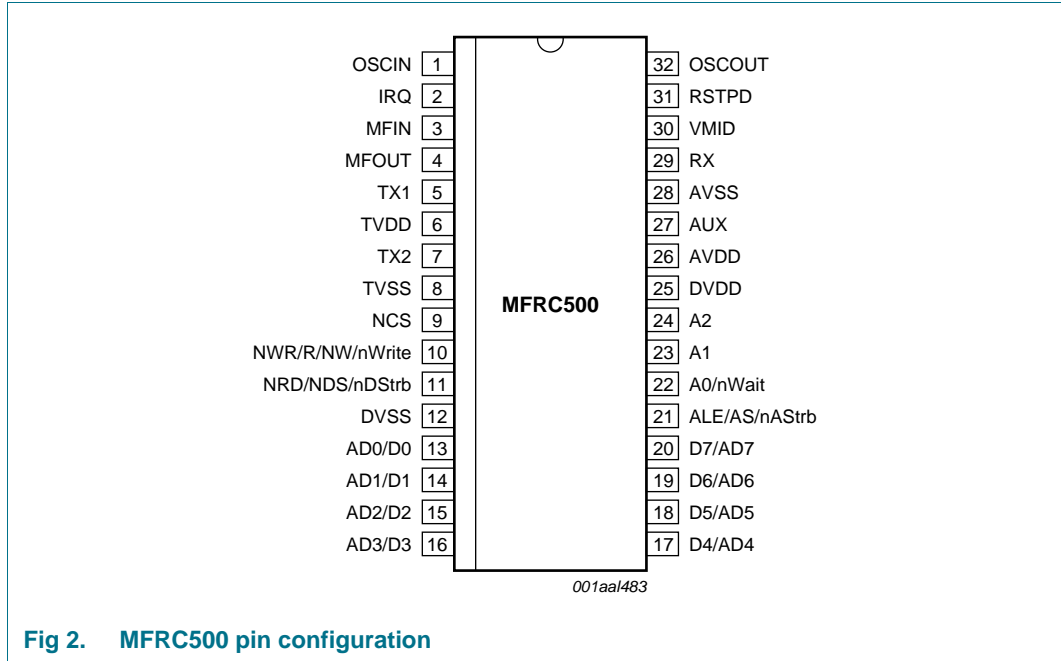 OSCIN 1 32 OSCOUT
IRQ 2 31 RSTPD
MFIN 3 30 VMID
MFOUT 4 29 RX
TX1 5 28 AVSS
TVDD 6 27 AUX
TX2 7 26 AVDD
TVSS 8 25 DVDD
MFRC500
NCS 9 24 A2
NWR/R/NW/nWrite 10 23 A1
NRD/NDS/nDStrb 11 22 A0/nWait
DVSS 12 21 ALE/AS/nAStrb
AD0/D0 13 20 D7/AD7
AD1/D1 14 19 D6/AD6
AD2/D2 15 18 D5/AD5
AD3/D3 16 17 D4/AD4
001aal483
Fig 2. MFRC500 pin configuration